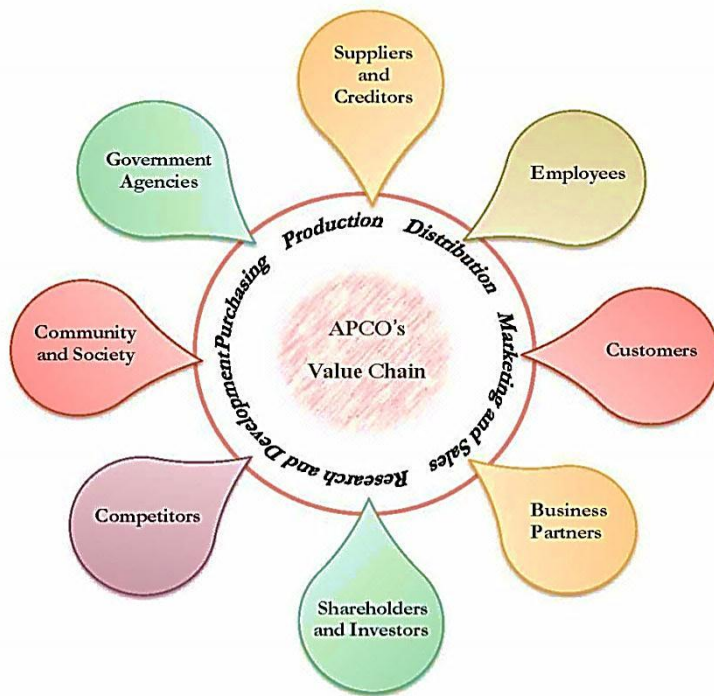 Suppliers
and
Creditors
Government
Agencies
Employees
Purchasing Production Distribution Marketing and Sales Research and Development
APCO's
Value Chain
Community
and Society
Customers
Competitors
Business
Partners
Shareholders
and Investors